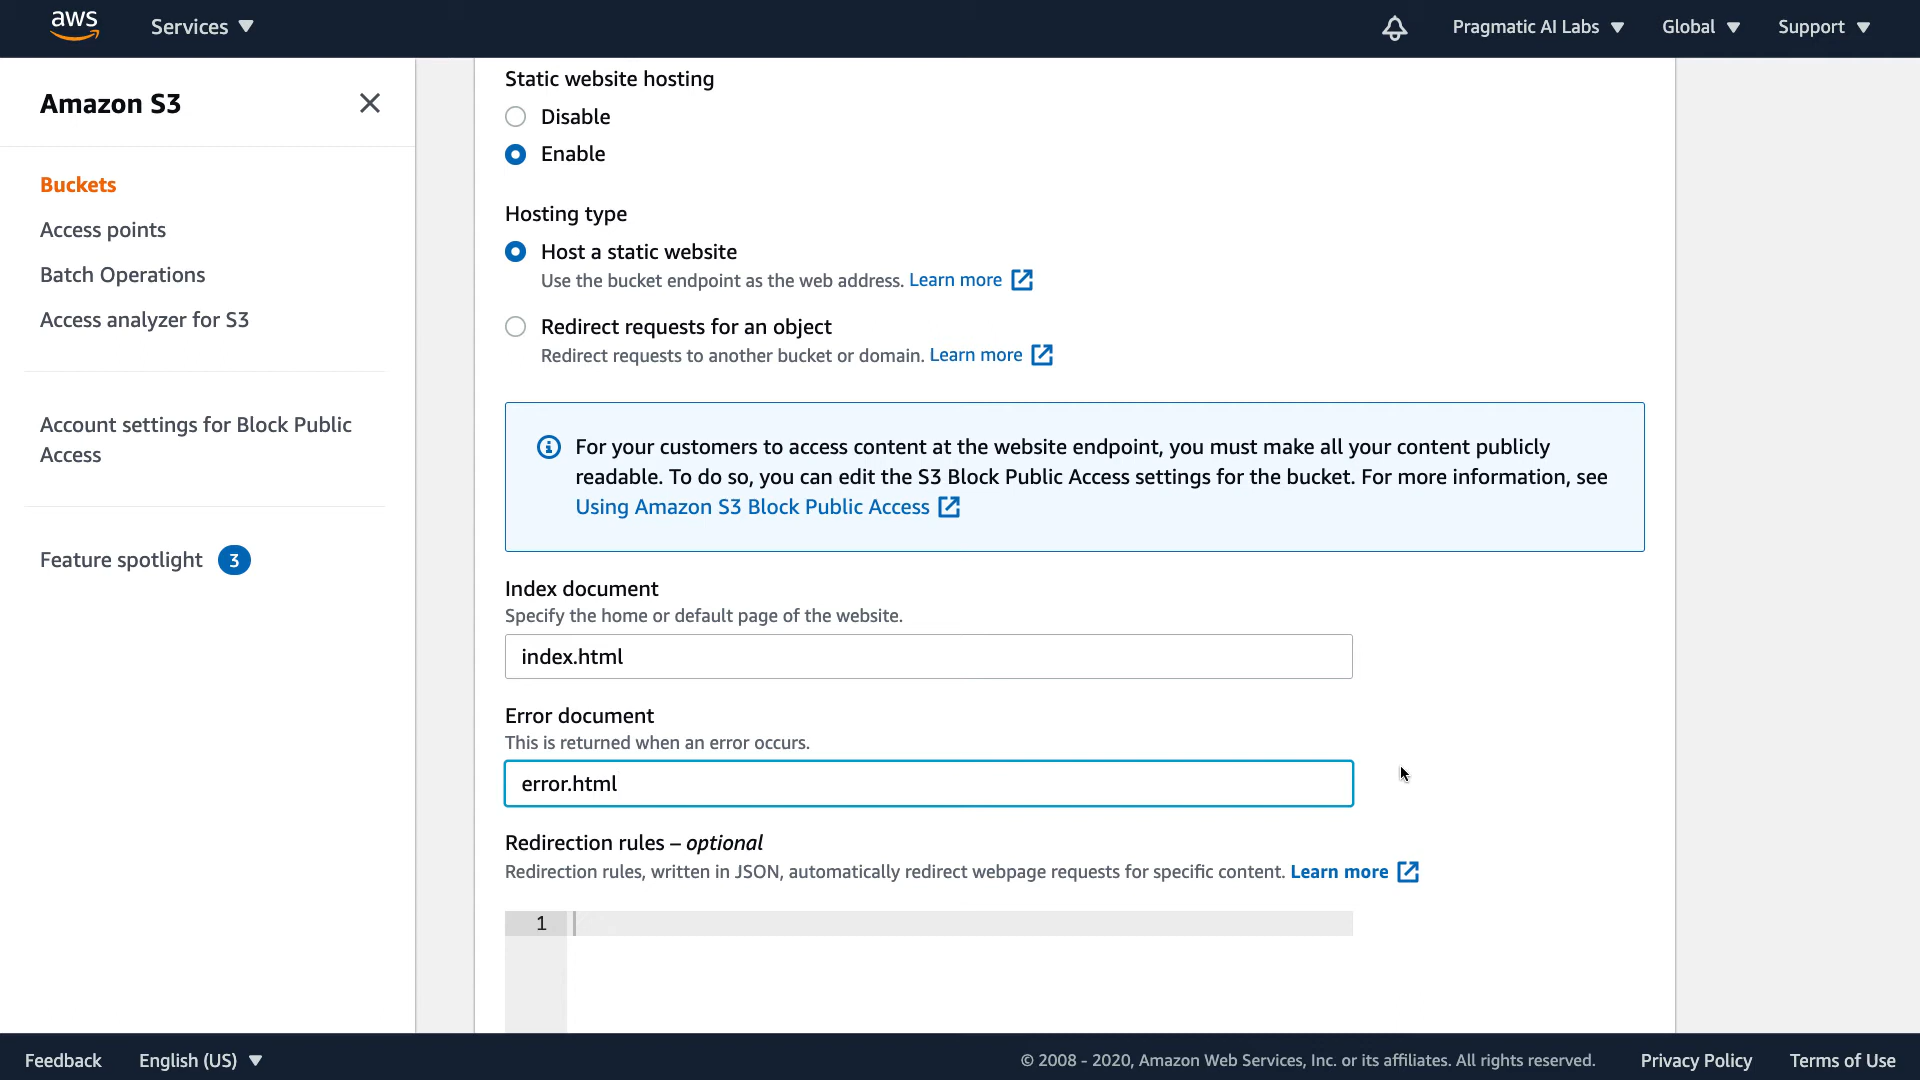 aws
Services
Pragmatic AI Labs
Global
Support
Amazon S3
Buckets
Access points
Batch Operations
Access analyzer for S3
Account settings for Block Public
Access
Feature spotlight 3
Static website hosting
Disable
Enable
Hosting type
Host a static website
Use the bucket endpoint as the web address. Learn more
Redirect requests for an object
Redirect requests to another bucket or domain. Learn more
For your customers to access content at the website endpoint, you must make all your content publicly
readable. To do so, you can edit the S3 Block Public Access settings for the bucket. For more information, see
Using Amazon S3 Block Public Access
Index document
Specify the home or default page of the website.
index.html
Error document
This is returned when an error occurs.
error.html
Redirection rules – optional
Redirection rules, written in JSON, automatically redirect webpage requests for specific content. Learn more
1
Feedback
English (US)
© 2008 - 2020, Amazon Web Services, Inc. or its affiliates. All rights reserved.
Privacy Policy
Terms of Use